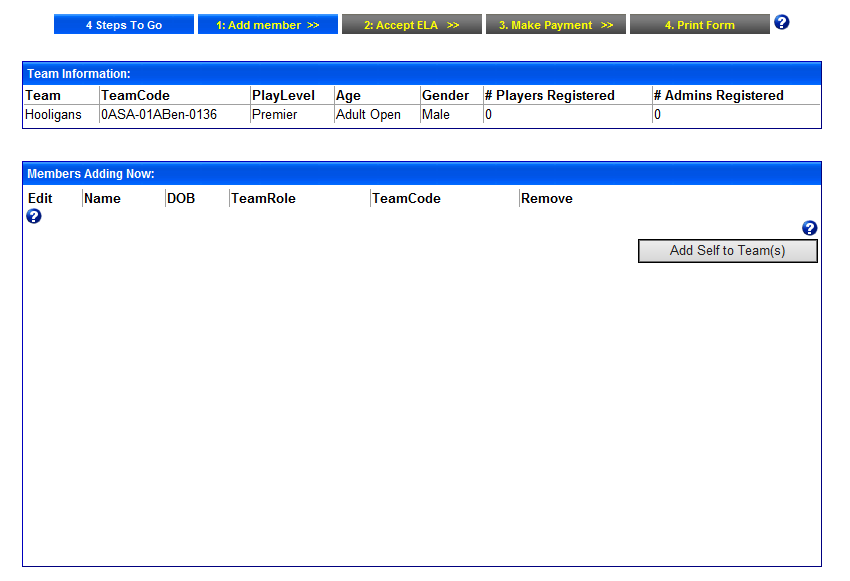 4 Steps To Go 1: Add member >> 2: Accept ELA >> 3. Make Payment >> 4. Print Form ?
Team Information:
Team TeamCode PlayLevel Age Gender # Players Registered # Admins Registered
Hooligans 0ASA-01ABen-0136 Premier Adult Open Male 0 0
Members Adding Now:
Edit Name DOB TeamRole TeamCode Remove
?
?
Add Self to Team(s)